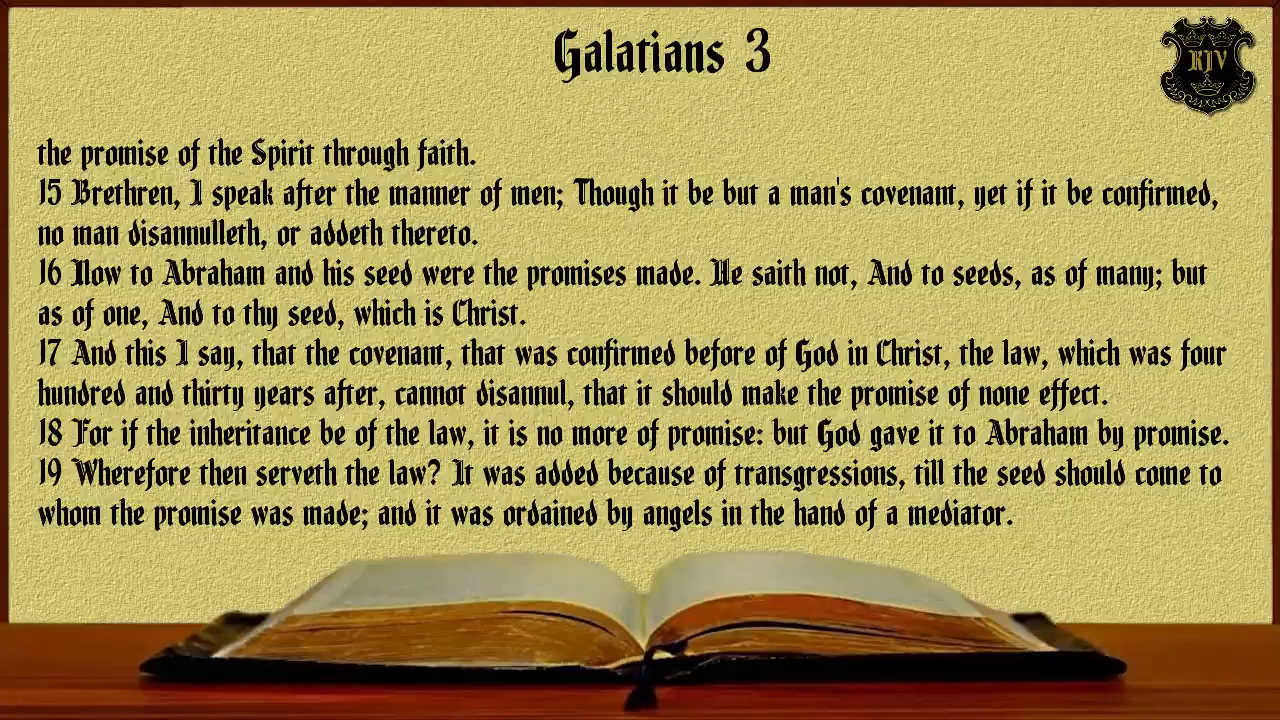 Galatians 3
KJV
the promise of the Spirit through faith.
15 Brethren, I speak after the manner of men; Though it be but a man's covenant, yet if it be confirmed,
no man disannulleth, or addeth thereto.
16 Now to Abraham and his seed were the promises made. He saith not, And to seeds, as of many; but
as of one, And to thy seed, which is Christ.
17 And this I say, that the covenant, that was confirmed before of God in Christ, the law, which was four
hundred and thirty years after, cannot disannul, that it should make the promise of none effect.
18 For if the inheritance be of the law, it is no more of promise: but God gave it to Abraham by promise.
19 Wherefore then serveth the law? It was added because of transgressions, till the seed should come to
whom the promise was made; and it was ordained by angels in the hand of a mediator.